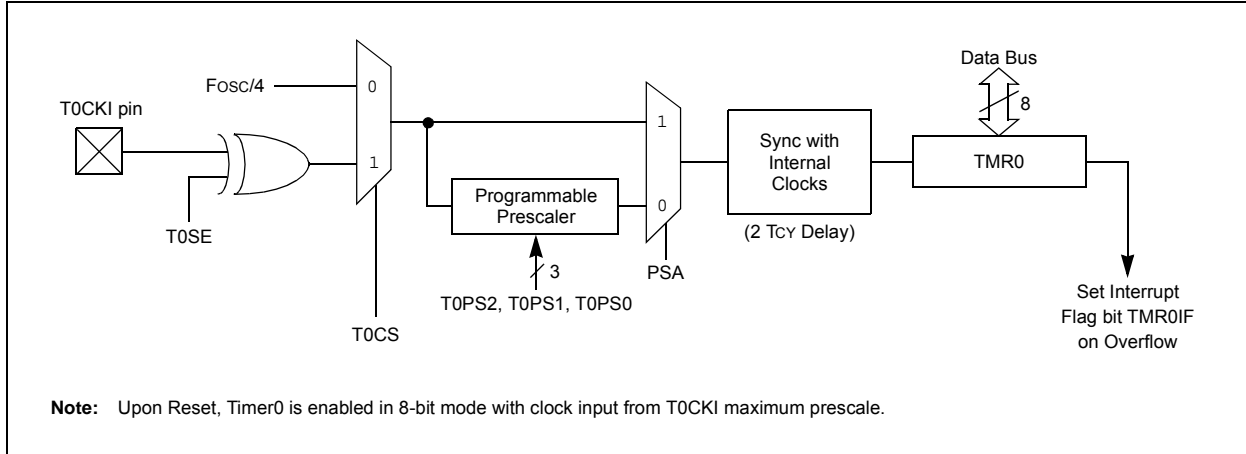 Data Bus
8
FOSC/4
0
T0CKI pin
1
Sync with
Internal
Clocks
TMR0
1
Programmable
Prescaler
0
(2 TCY Delay)
T0SE
3
PSA
T0PS2, T0PS1, T0PS0
Set Interrupt
Flag bit TMR0IF
on Overflow
T0CS
Note: Upon Reset, Timer0 is enabled in 8-bit mode with clock input from T0CKI maximum prescale.